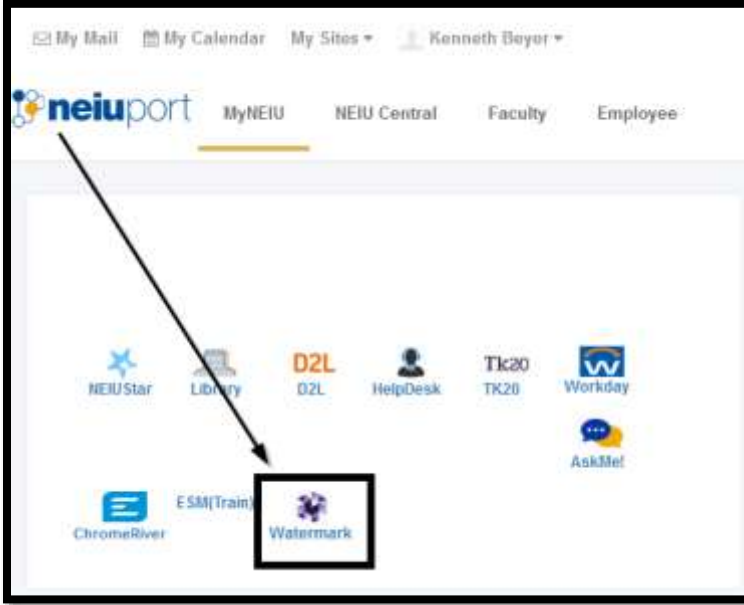 My Mail My Calendar My Sites Kenneth Beyer
neiuport MyNEIU NEIU Central Faculty Employee
D2L Tk20
NEIUStar Library D2L HelpDesk TK20 Workday
AskMe!
ESM(Train)
ChromeRiver Watermark